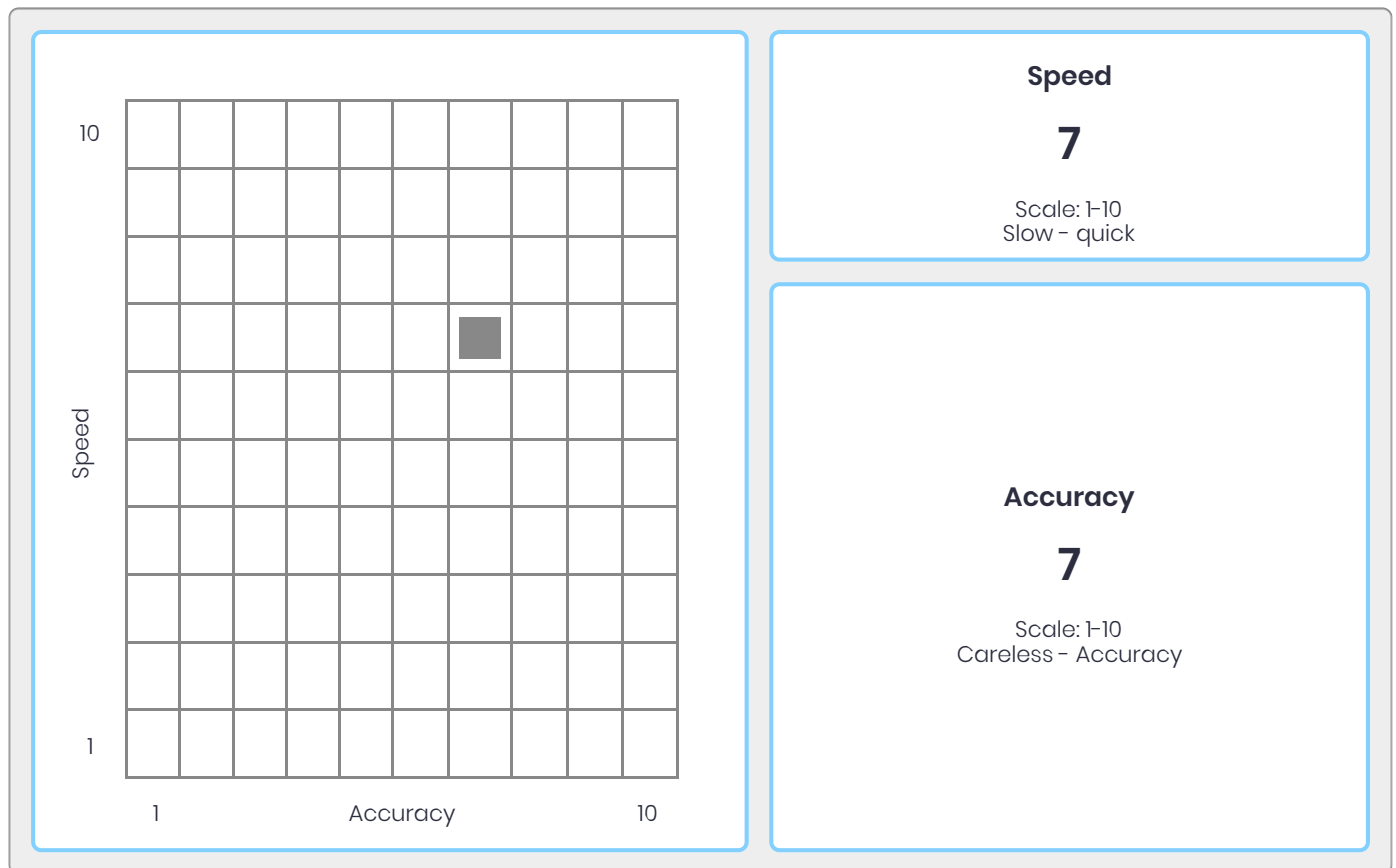 10
Speed
1
1
Accuracy
10
Speed
7
Scale: 1-10
Slow - quick
Accuracy
7
Scale: 1-10
Careless - Accuracy